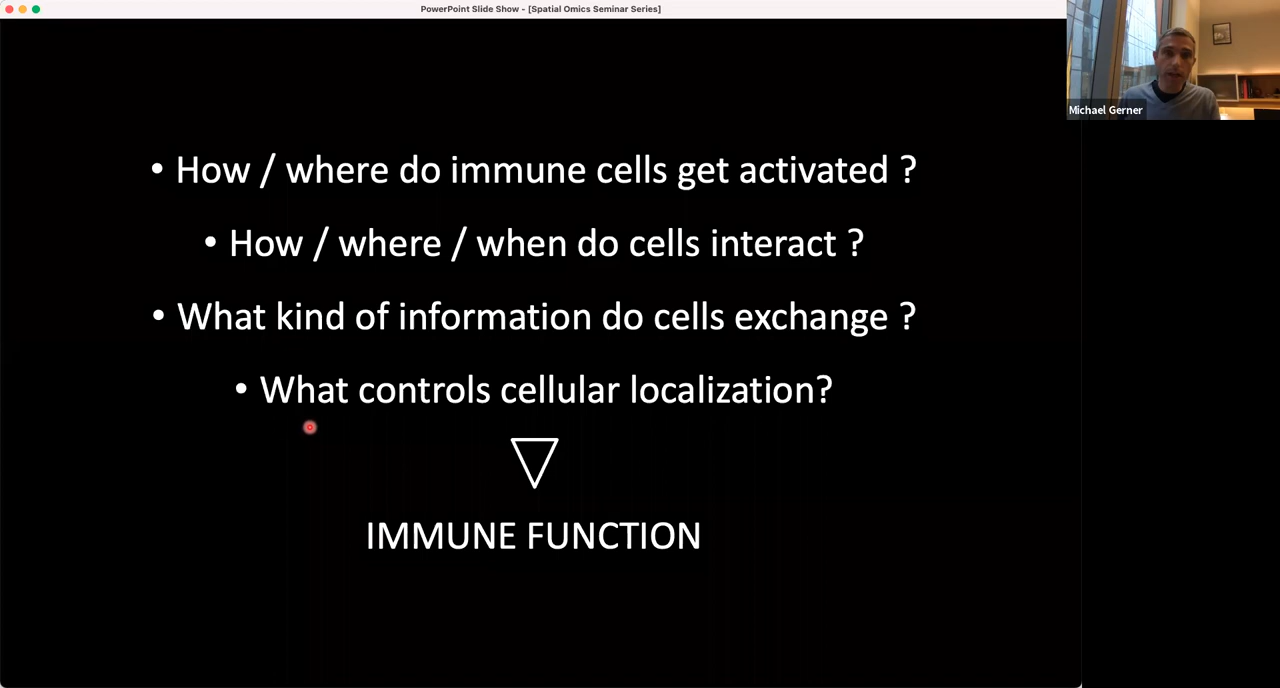 PowerPoint Slide Show - [Spatial Omics Seminar Series]
Michael Gerner
• How / where do immune cells get activated ?
• How / where / when do cells interact ?
• What kind of information do cells exchange ?
• What controls cellular localization?
IMMUNE FUNCTION